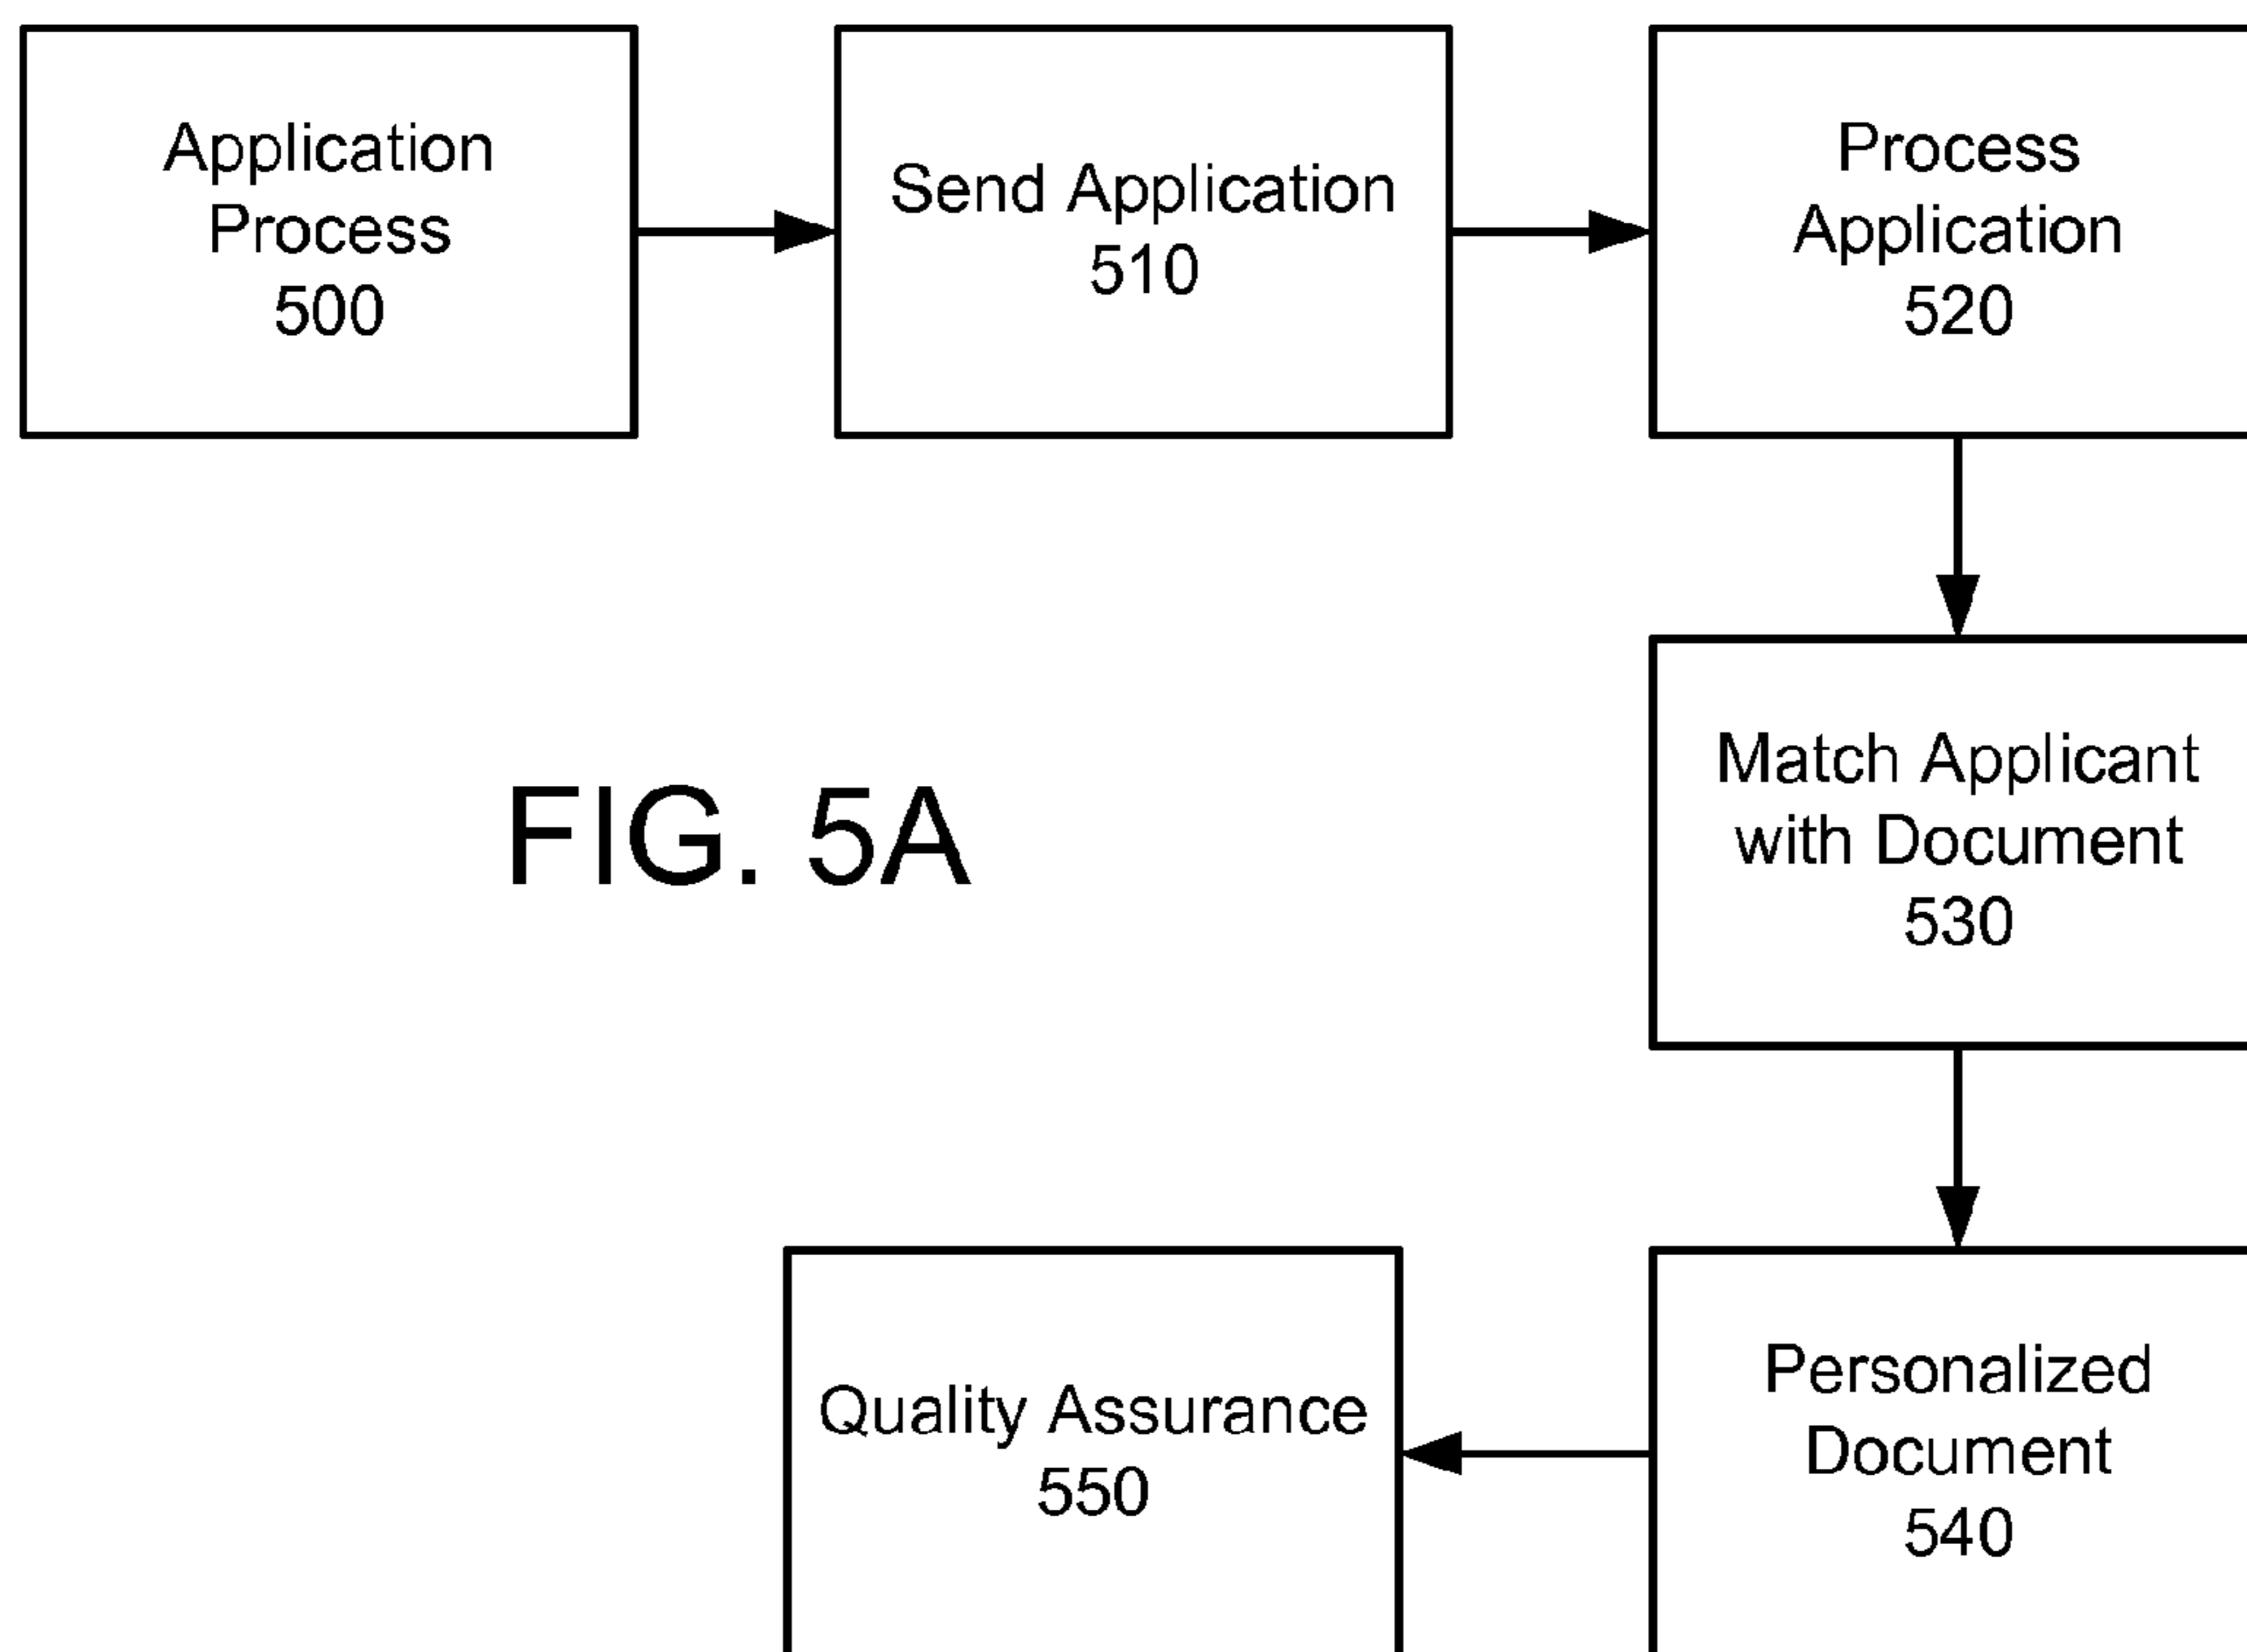 Application
Process
500
Send Application
510
Process
Application
520
Match Applicant
with Document
530
FIG. 5A
Personalized
Document
540
Quality Assurance
550